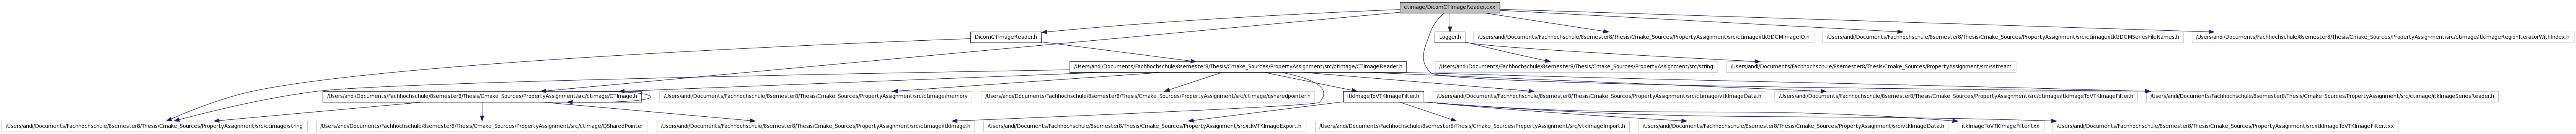 ctimage/DicomCTImageReader.cxx
DicomCTImageReader.h
Logger.h
/Users/andi/Documents/Fachhochschule/8semester8/Thesis/Cmake_Sources/PropertyAssignment/src/ctimage/itkGDCMImageIO.h
/Users/andi/Documents/Fachhochschule/8semester8/Thesis/Cmake_Sources/PropertyAssignment/src/ctimage/itkGDCMSeriesFileNames.h
/Users/andi/Documents/Fachhochschule/8semester8/Thesis/Cmake_Sources/PropertyAssignment/src/ctimage/itkImageRegionIteratorWithIndex.h
/Users/andi/Documents/Fachhochschule/8semester8/Thesis/Cmake_Sources/PropertyAssignment/src/ctimage/CTImageReader.h
/Users/andi/Documents/Fachhochschule/8semester8/Thesis/Cmake_Sources/PropertyAssignment/src/string
/Users/andi/Documents/Fachhochschule/8semester8/Thesis/Cmake_Sources/PropertyAssignment/src/sstream
/Users/andi/Documents/Fachhochschule/8semester8/Thesis/Cmake_Sources/PropertyAssignment/src/ctimage/CTImage.h
/Users/andi/Documents/Fachhochschule/8semester8/Thesis/Cmake_Sources/PropertyAssignment/src/ctimage/memory
/Users/andi/Documents/Fachhochschule/8semester8/Thesis/Cmake_Sources/PropertyAssignment/src/ctimage/qsharedpointer.h
itkImageToVTKImageFilter.h
/Users/andi/Documents/Fachhochschule/8semester8/Thesis/Cmake_Sources/PropertyAssignment/src/ctimage/vtkImageData.h
/Users/andi/Documents/Fachhochschule/8semester8/Thesis/Cmake_Sources/PropertyAssignment/src/ctimage/itkImageToVTKImageFilter.h
/Users/andi/Documents/Fachhochschule/8semester8/Thesis/Cmake_Sources/PropertyAssignment/src/ctimage/itkImageSeriesReader.h
/Users/andi/Documents/Fachhochschule/8semester8/Thesis/Cmake_Sources/PropertyAssignment/src/ctimage/string
/Users/andi/Documents/Fachhochschule/8semester8/Thesis/Cmake_Sources/PropertyAssignment/src/ctimage/QSharedPointer
/Users/andi/Documents/Fachhochschule/8semester8/Thesis/Cmake_Sources/PropertyAssignment/src/ctimage/itkImage.h
/Users/andi/Documents/Fachhochschule/8semester8/Thesis/Cmake_Sources/PropertyAssignment/src/itkVTKImageExport.h
/Users/andi/Documents/Fachhochschule/8semester8/Thesis/Cmake_Sources/PropertyAssignment/src/vtkImageImport.h
/Users/andi/Documents/Fachhochschule/8semester8/Thesis/Cmake_Sources/PropertyAssignment/src/vtkImageData.h
itkImageToVTKImageFilter.txx
/Users/andi/Documents/Fachhochschule/8semester8/Thesis/Cmake_Sources/PropertyAssignment/src/itkImageToVTKImageFilter.txx